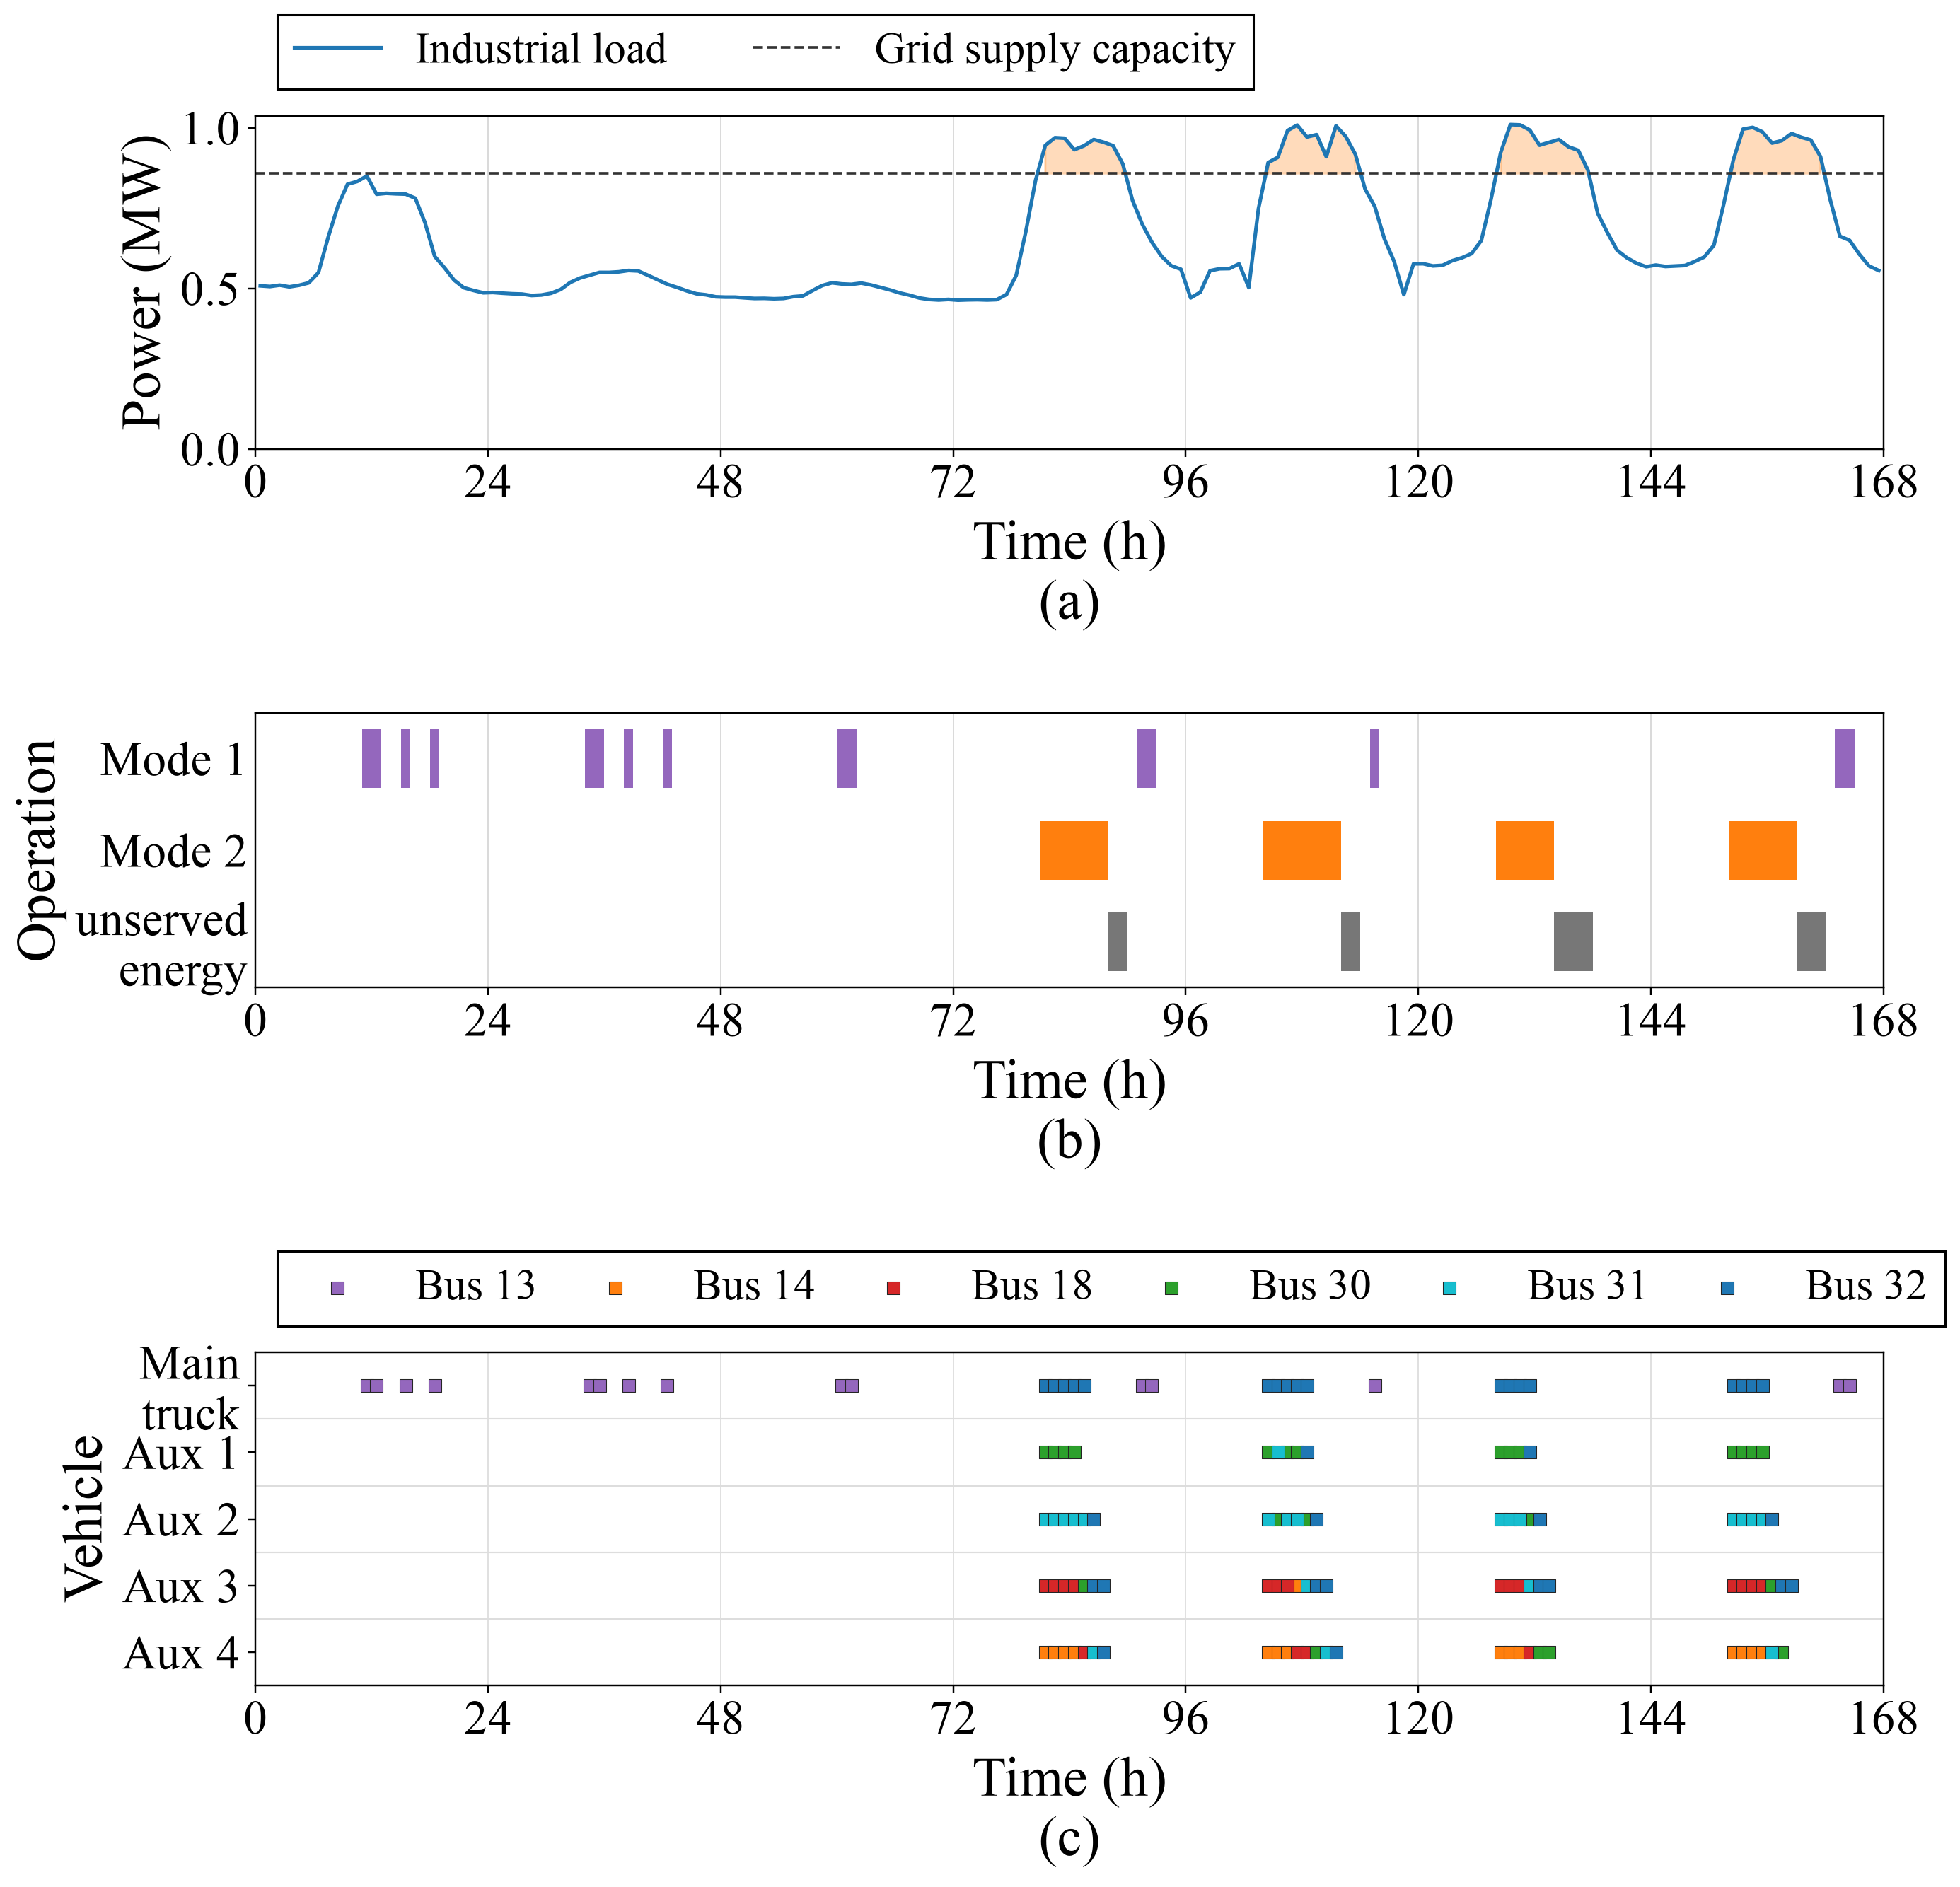 Industrial load Grid supply capacity
Power (MW)
1.0
0.5
0.0
0 24 48 72 96 120 144 168
Time (h)
(a)
Operation
Mode 1
Mode 2
unserved
energy
0 24 48 72 96 120 144 168
Time (h)
(b)
Bus 13 Bus 14 Bus 18 Bus 30 Bus 31 Bus 32
Vehicle
Main
truck
Aux 1
Aux 2
Aux 3
Aux 4
0 24 48 72 96 120 144 168
Time (h)
(c)